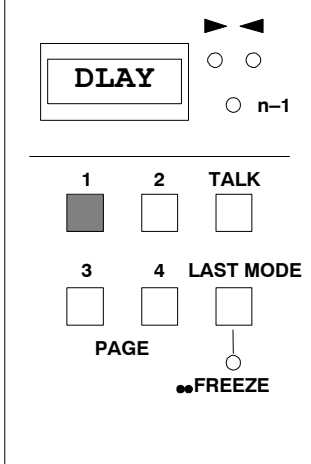 DLAY
n–1
1 2 TALK
3 4 LAST MODE
PAGE
FREEZE